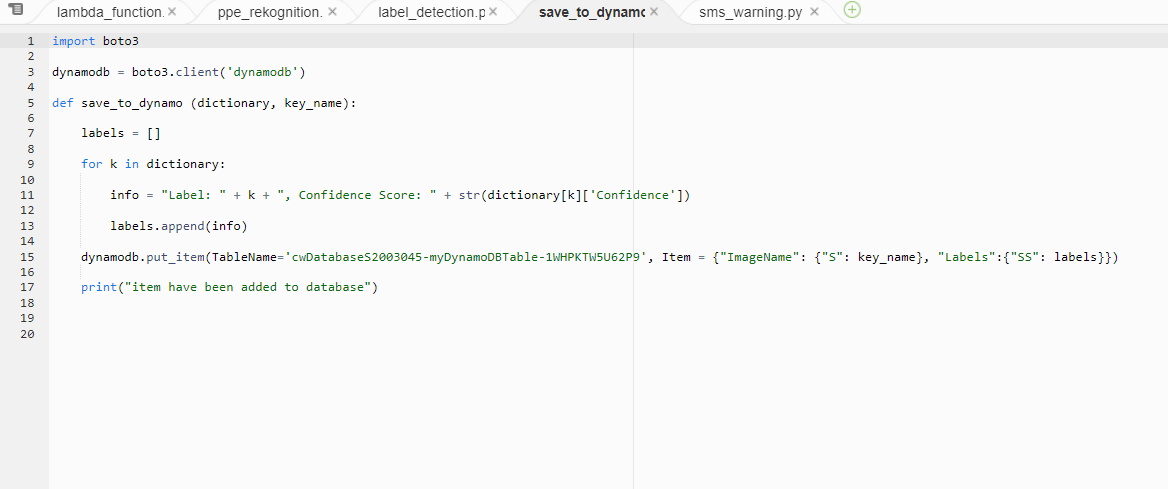 lambda_function. ppe_rekognition. label_detection.p save_to_dynamo sms_warning.py
1 import boto3
2
3 dynamodb = boto3.client('dynamodb')
4
5 def save_to_dynamo (dictionary, key_name):
6
7 labels = []
8
9 for k in dictionary:
10
11 info = "Label: " + k + ", Confidence Score: " + str(dictionary[k]['Confidence'])
12
13 labels.append(info)
14
15 dynamodb.put_item(TableName='cwDatabaseS2003045-myDynamoDBTable-1WHPKTW5U62P9', Item = {"ImageName": {"S": key_name}, "Labels":{"SS": labels}})
16
17 print("item have been added to database")
18
19
20